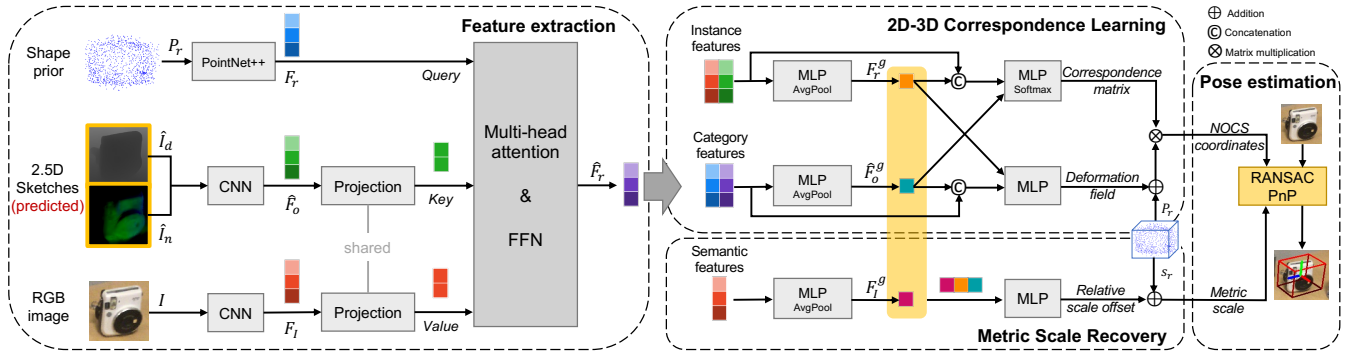 Feature extraction
Shape
prior
P_r
PointNet++
F_r
Query
2.5D
Sketches
(predicted)
Î_d
Î_n
CNN
F̂_o
Projection
Key
shared
RGB
image
I
CNN
F_I
Projection
Value
Multi-head
attention
&
FFN
F̂_r
2D-3D Correspondence Learning
Instance
features
MLP
AvgPool
F_r^g
C
MLP
Softmax
Correspondence
matrix
Category
features
MLP
AvgPool
F̂_o^g
C
MLP
Deformation
field
P_r
Semantic
features
MLP
AvgPool
F_I^g
MLP
Relative
scale offset
s_r
Metric Scale Recovery
Addition
C Concatenation
Matrix multiplication
Pose estimation
NOCS
coordinates
RANSAC
PnP
Metric
scale